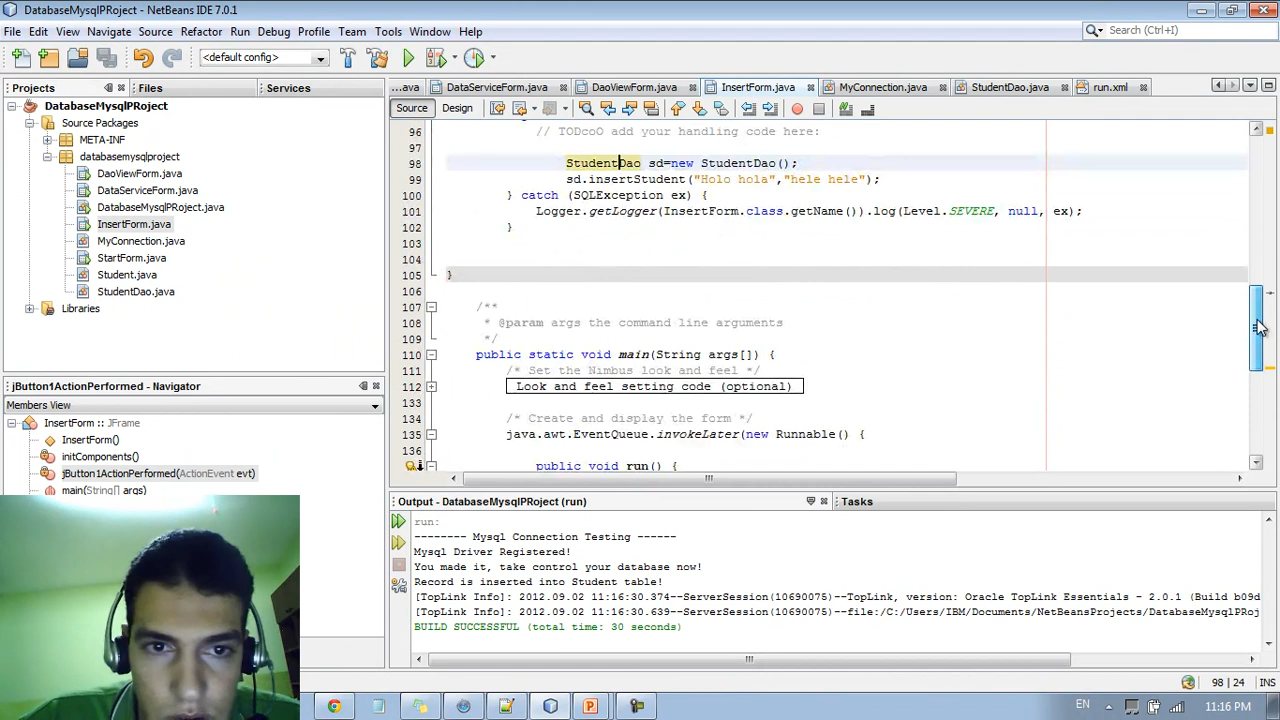 DatabaseMysqlPRoject - NetBeans IDE 7.0.1
File Edit View Navigate Source Refactor Run Debug Profile Team Tools Window Help
Search (Ctrl+I)
<default config>
Projects
Files
Services
...ava
DataServiceForm.java
DaoViewForm.java
InsertForm.java
MyConnection.java
StudentDao.java
run.xml
Source
Design
DatabaseMysqlPRoject
Source Packages
META-INF
databasemysqlproject
DaoViewForm.java
DataServiceForm.java
DatabaseMysqlPRoject.java
InsertForm.java
MyConnection.java
StartForm.java
Student.java
StudentDao.java
Libraries
96 // TODcoO add your handling code here:
97
98 StudentDao sd=new StudentDao();
99 sd.insertStudent("Holo hola","hele hele");
100 } catch (SQLException ex) {
101 Logger.getLogger(InsertForm.class.getName()).log(Level.SEVERE, null, ex);
102 }
103
104
105 }
106
107 /**
108 * @param args the command line arguments
109 */
110 public static void main(String args[]) {
111 /* Set the Nimbus look and feel */
112 Look and feel setting code (optional)
133
134 /* Create and display the form */
135 java.awt.EventQueue.invokeLater(new Runnable() {
136
public void run() {
jButton1ActionPerformed - Navigator
Members View
InsertForm :: JFrame
InsertForm()
initComponents()
jButton1ActionPerformed(ActionEvent evt)
main(String[] args)
Output - DatabaseMysqlPRoject (run)
Tasks
run:
-------- Mysql Connection Testing ------
Mysql Driver Registered!
You made it, take control your database now!
Record is inserted into Student table!
[TopLink Info]: 2012.09.02 11:16:30.374--ServerSession(10690075)--TopLink, version: Oracle TopLink Essentials - 2.0.1 (Build b09d
[TopLink Info]: 2012.09.02 11:16:30.639--ServerSession(10690075)--file:/C:/Users/IBM/Documents/NetBeansProjects/DatabaseMysqlPRoj
BUILD SUCCESSFUL (total time: 30 seconds)
98 | 24 INS
EN
11:16 PM